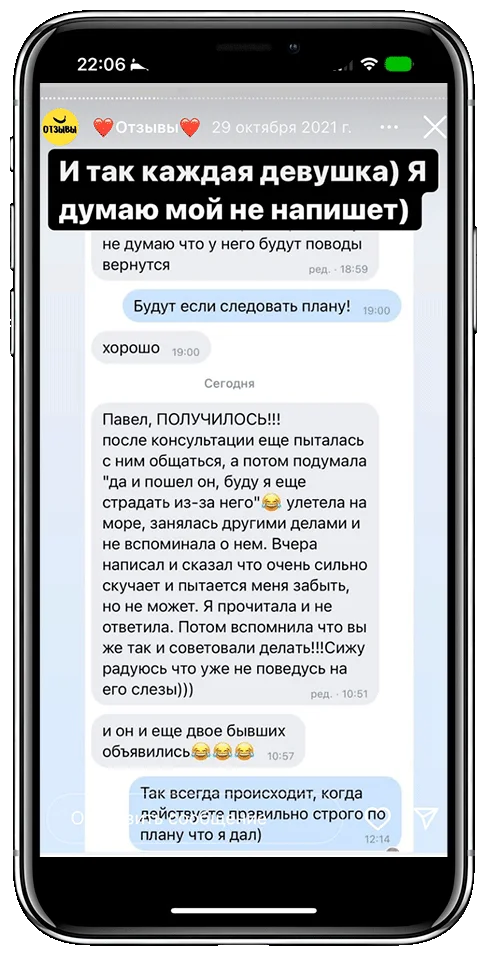 22:06
ОТЗЫВЫ
❤️Отзывы❤️ 29 октября 2021 г.
И так каждая девушка) Я
думаю мой не напишет)
не думаю что у него будут поводы
вернутся
ред. · 18:59
Будут если следовать плану! 19:00
хорошо 19:00
Сегодня
Павел, ПОЛУЧИЛОСЬ!!!
после консультации еще пыталась
с ним общаться, а потом подумала
"да и пошел он, буду я еще
страдать из-за него"😂 улетела на
море, занялась другими делами и
не вспоминала о нем. Вчера
написал и сказал что очень сильно
скучает и пытается меня забыть,
но не может. Я прочитала и не
ответила. Потом вспомнила что вы
же так и советовали делать!!!Сижу
радуюсь что уже не поведусь на
его слезы)))
ред. · 10:51
и он и еще двое бывших
объявились😂😂😂 10:57
Так всегда происходит, когда
действуете правильно строго по
плану что я дал) 12:14